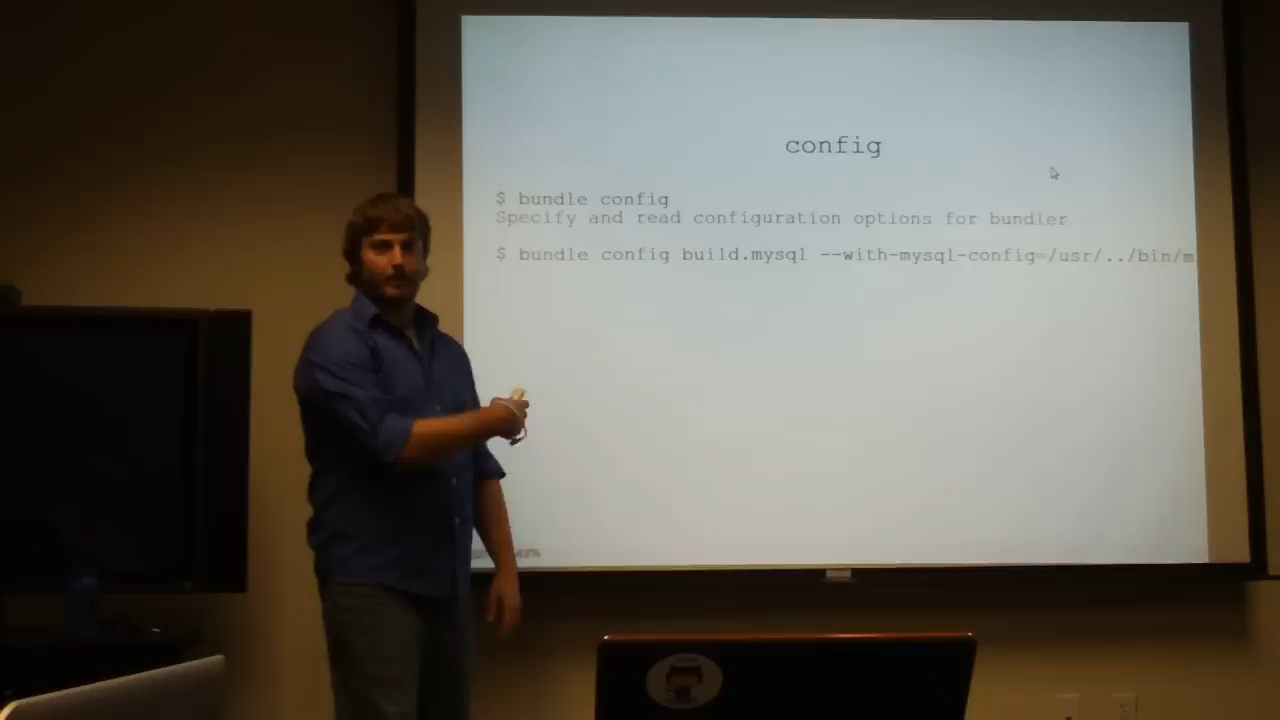 config
$ bundle config
Specify and read configuration options for bundler
$ bundle config build.mysql --with-mysql-config=/usr/../bin/m